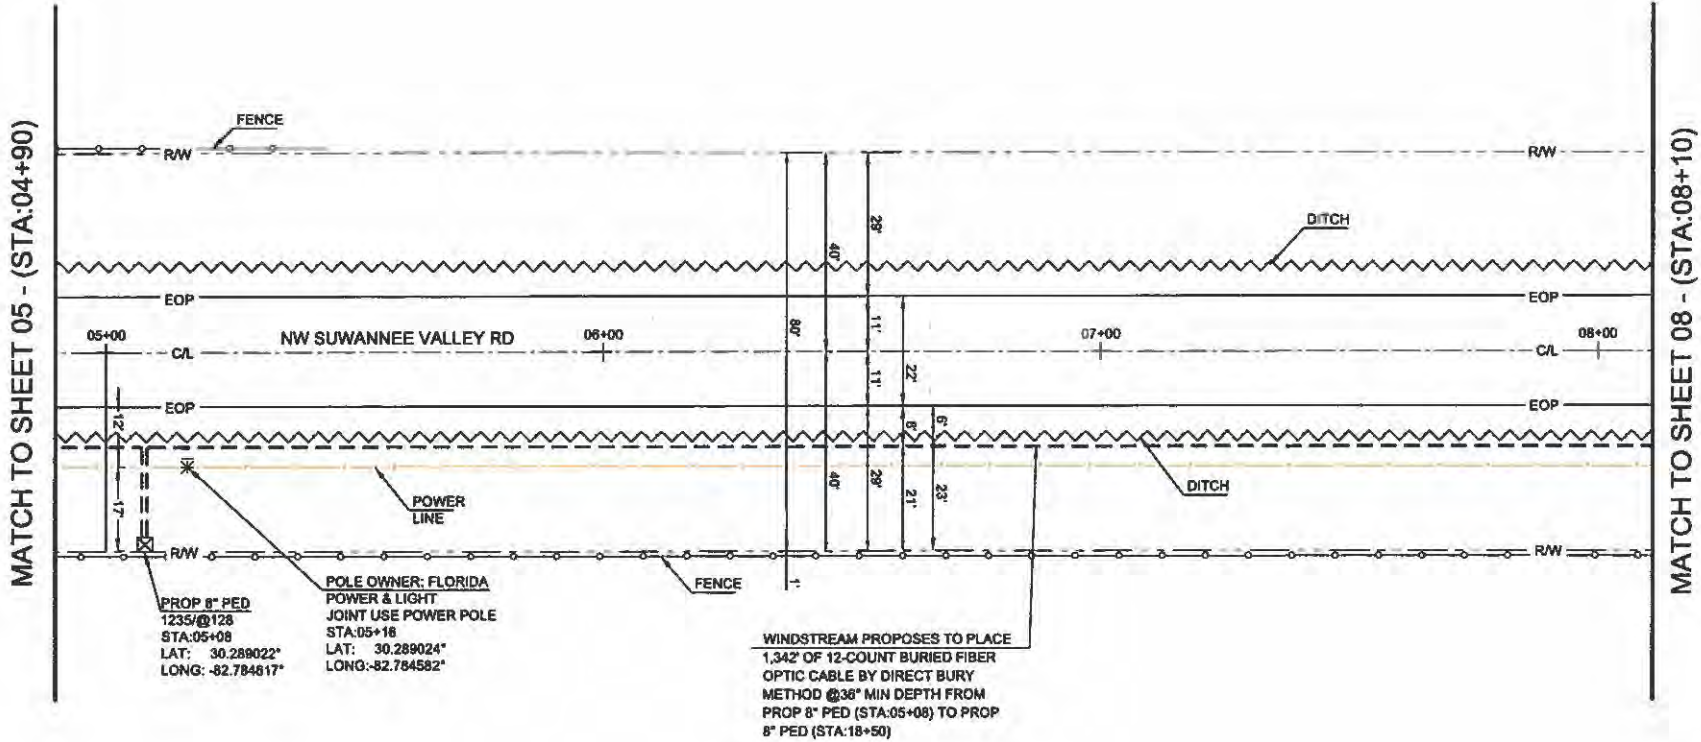 MATCH TO SHEET 05 - (STA:04+90)
FENCE
R/W
R/W
DITCH
29'
40'
EOP
EOP
05+00
NW SUWANNEE VALLEY RD
06+00
80'
11'
07+00
08+00
C/L
C/L
11'
22'
EOP
EOP
12'
8'
6'
POWER
LINE
DITCH
17'
40'
29'
21'
23'
R/W
R/W
FENCE
1'
PROP 8" PED
1235/@128
STA:05+08
LAT: 30.289022°
LONG: -82.784617°
POLE OWNER: FLORIDA
POWER & LIGHT
JOINT USE POWER POLE
STA:05+16
LAT: 30.289024°
LONG:-82.784582°
WINDSTREAM PROPOSES TO PLACE
1,342' OF 12-COUNT BURIED FIBER
OPTIC CABLE BY DIRECT BURY
METHOD @36" MIN DEPTH FROM
PROP 8" PED (STA:05+08) TO PROP
8" PED (STA:18+50)
MATCH TO SHEET 08 - (STA:08+10)